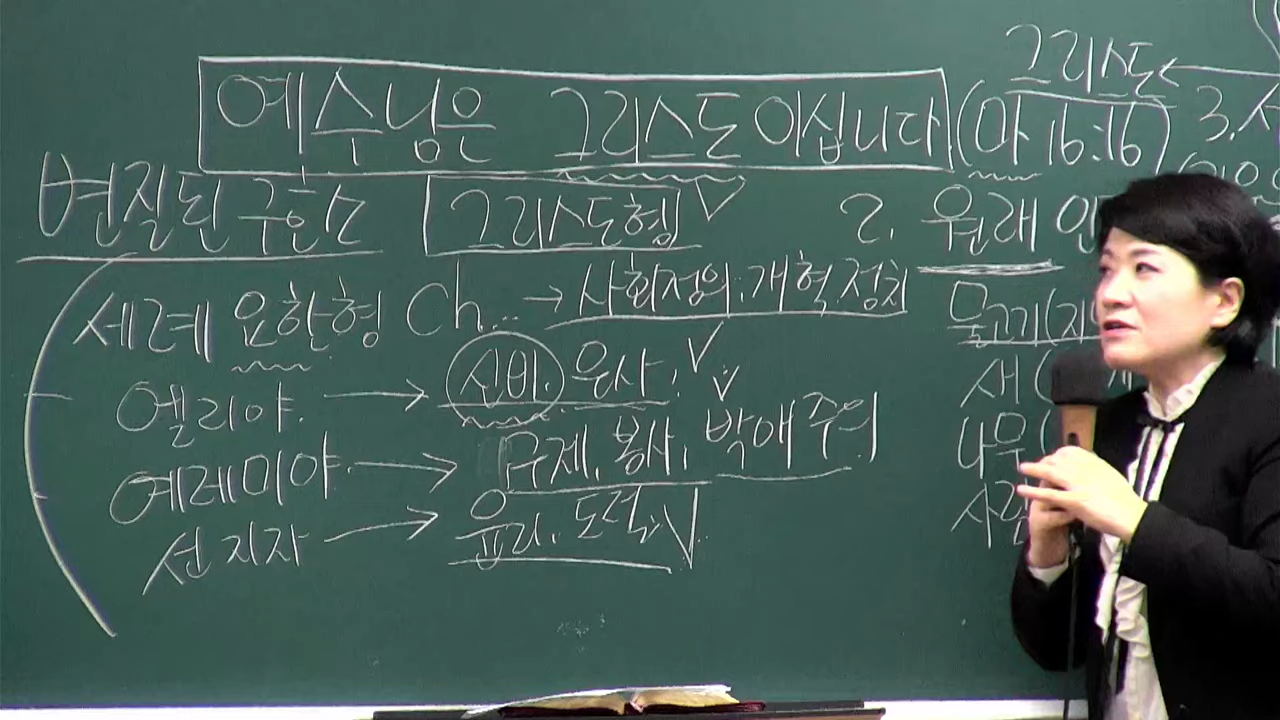 예수님은 그리스도이십니다 (마 16:16)
변질된 구한소 그리스도형
세례 요한형 Ch... → 사회정의. 개혁. 정치
엘리야. → 신비. 은사.
예레미야. → 구제. 봉사. 박애주의
선지자 → 윤리. 도덕.
그리스도
3.
2. 원래
물고기(
새(
나무(
사람